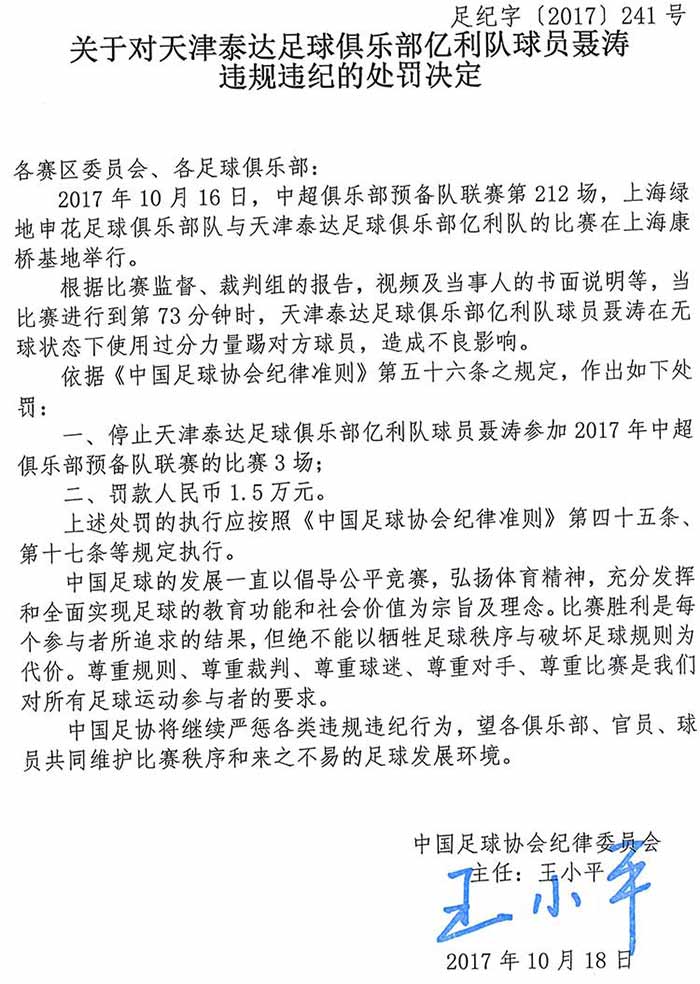 足纪字〔2017〕241号
关于对天津泰达足球俱乐部亿利队球员聂涛
违规违纪的处罚决定
各赛区委员会、各足球俱乐部：
2017年10月16日，中超俱乐部预备队联赛第212场，上海绿
地申花足球俱乐部队与天津泰达足球俱乐部亿利队的比赛在上海康
桥基地举行。
根据比赛监督、裁判组的报告，视频及当事人的书面说明等，当
比赛进行到第73分钟时，天津泰达足球俱乐部亿利队球员聂涛在无
球状态下使用过分力量踢对方球员，造成不良影响。
依据《中国足球协会纪律准则》第五十六条之规定，作出如下处
罚：
一、停止天津泰达足球俱乐部亿利队球员聂涛参加2017年中超
俱乐部预备队联赛的比赛3场；
二、罚款人民币1.5万元。
上述处罚的执行应按照《中国足球协会纪律准则》第四十五条、
第十七条等规定执行。
中国足球的发展一直以倡导公平竞赛，弘扬体育精神，充分发挥
和全面实现足球的教育功能和社会价值为宗旨及理念。比赛胜利是每
个参与者所追求的结果，但绝不能以牺牲足球秩序与破坏足球规则为
代价。尊重规则、尊重裁判、尊重球迷、尊重对手、尊重比赛是我们
对所有足球运动参与者的要求。
中国足协将继续严惩各类违规违纪行为，望各俱乐部、官员、球
员共同维护比赛秩序和来之不易的足球发展环境。
中国足球协会纪律委员会
主任：王小平
王小平
2017年10月18日